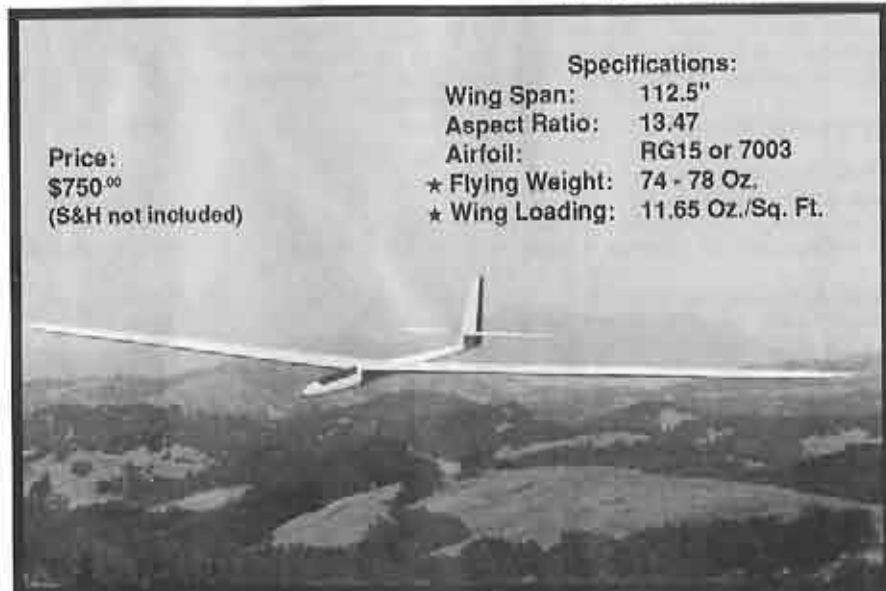 Specifications:
Wing Span: 112.5"
Aspect Ratio: 13.47
Airfoil: RG15 or 7003
★ Flying Weight: 74 - 78 Oz.
★ Wing Loading: 11.65 Oz./Sq. Ft.
Price:
$750.00
(S&H not included)